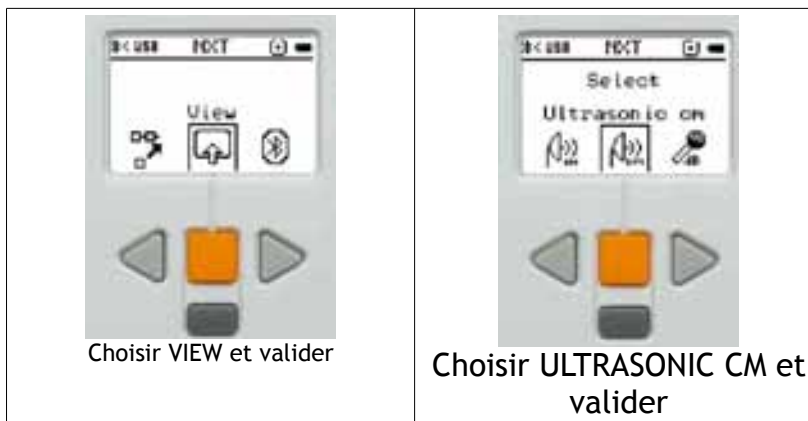 USB NXT
View
Choisir VIEW et valider
USB NXT
Select
Ultrasonic cm
Choisir ULTRASONIC CM et
valider